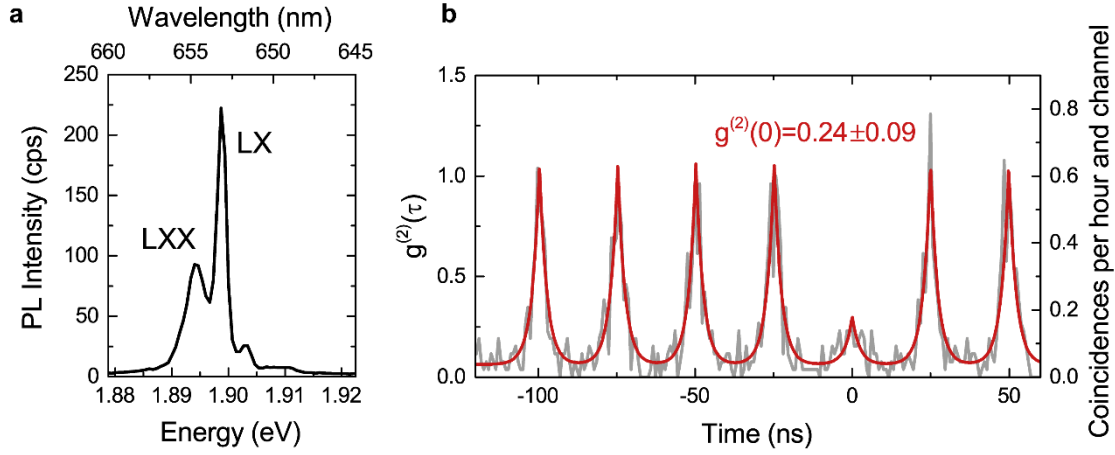 a
Wavelength (nm)
660 655 650 645
250
200
150
100
50
0
PL Intensity (cps)
LX
LXX
1.88 1.89 1.90 1.91 1.92
Energy (eV)
b
1.5
1.0
0.5
0.0
g⁽²⁾(τ)
g⁽²⁾(0)=0.24±0.09
0.8
0.6
0.4
0.2
0.0
Coincidences per hour and channel
-100 -50 0 50
Time (ns)